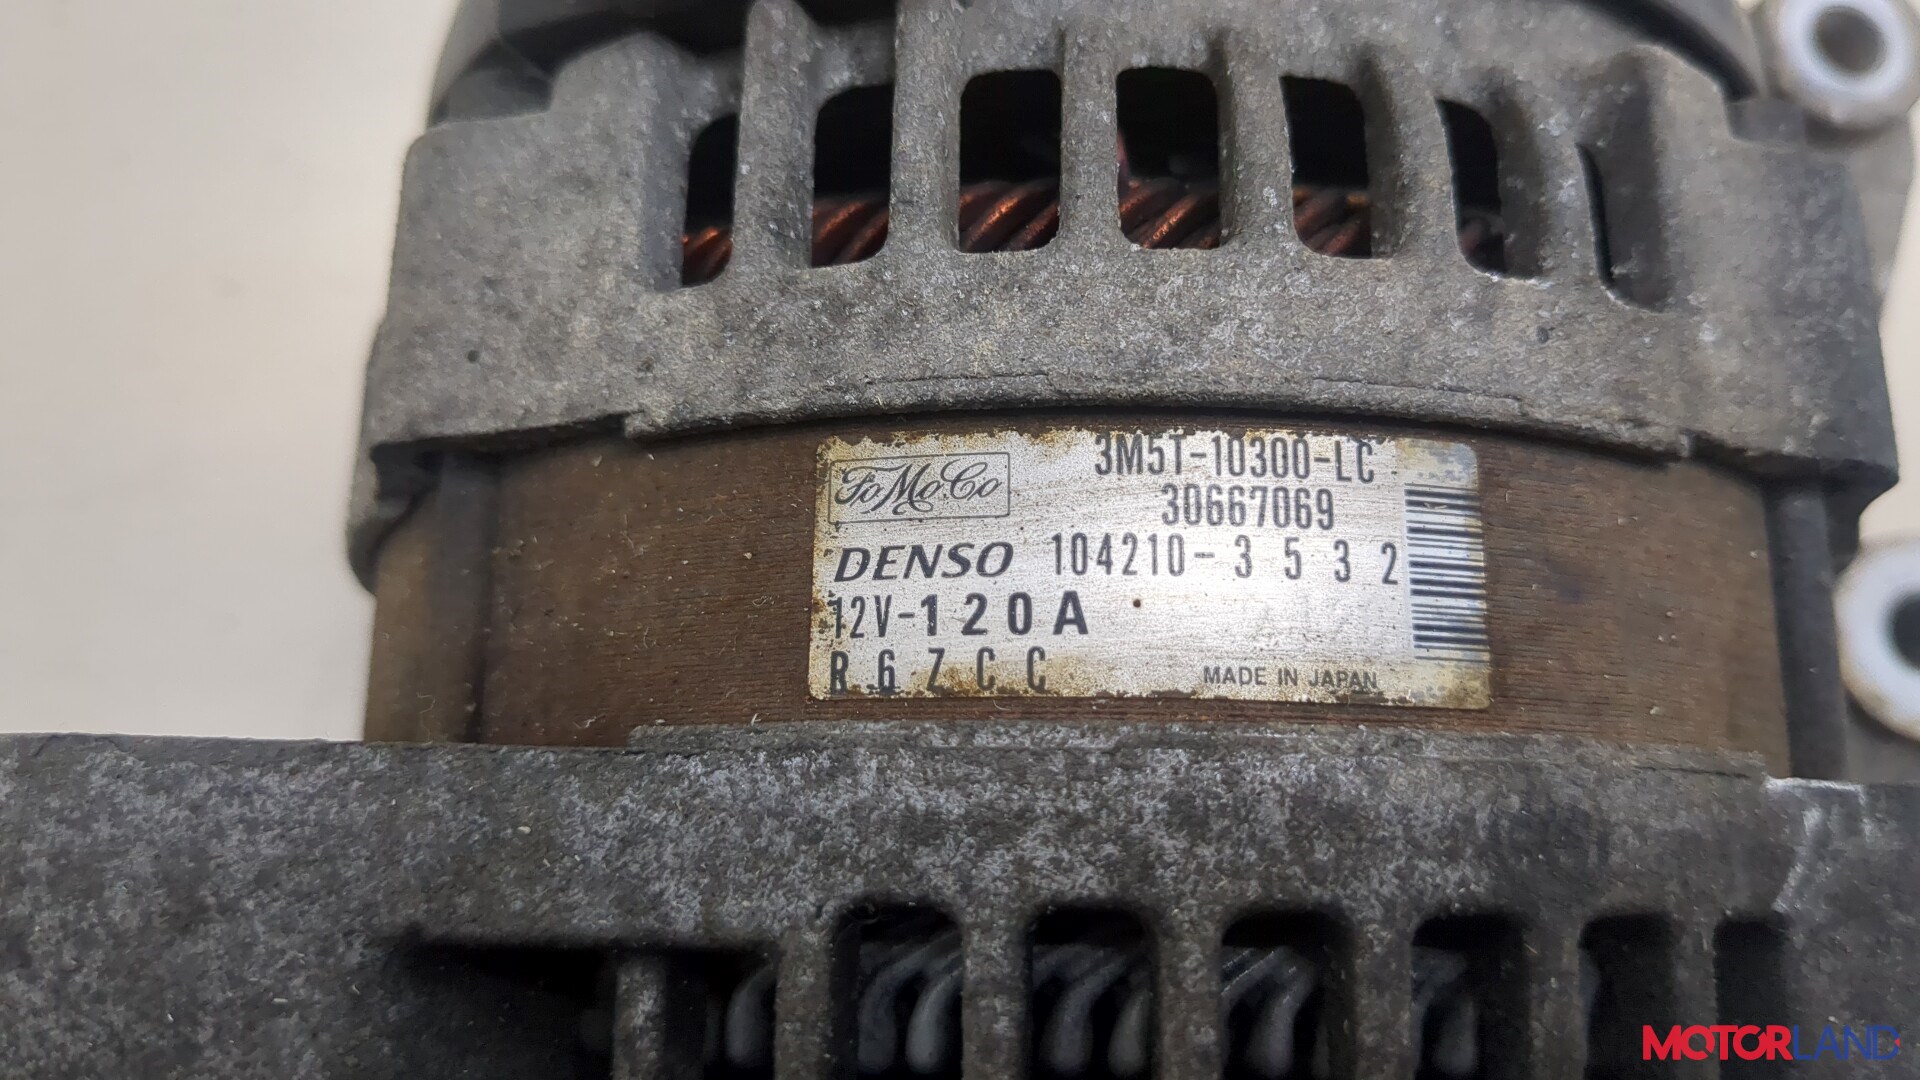 3M5T-10300-LC
FoMoCo
30667069
DENSO 104210-3532
12V-120A
R6ZCC MADE IN JAPAN
MOTORLAND